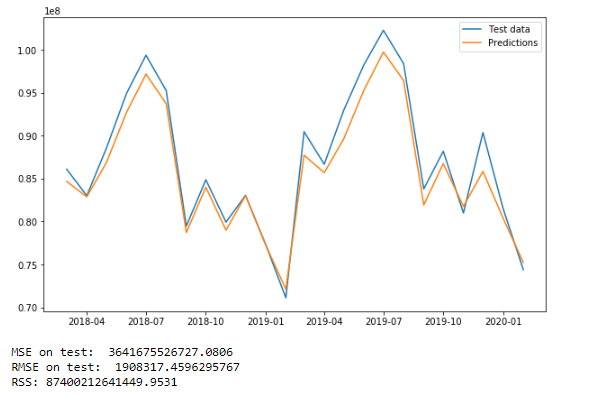 1e8
Test data
Predictions
1.00
0.95
0.90
0.85
0.80
0.75
0.70
2018-04 2018-07 2018-10 2019-01 2019-04 2019-07 2019-10 2020-01
MSE on test: 3641675526727.0806
RMSE on test: 1908317.4596295767
RSS: 87400212641449.9531